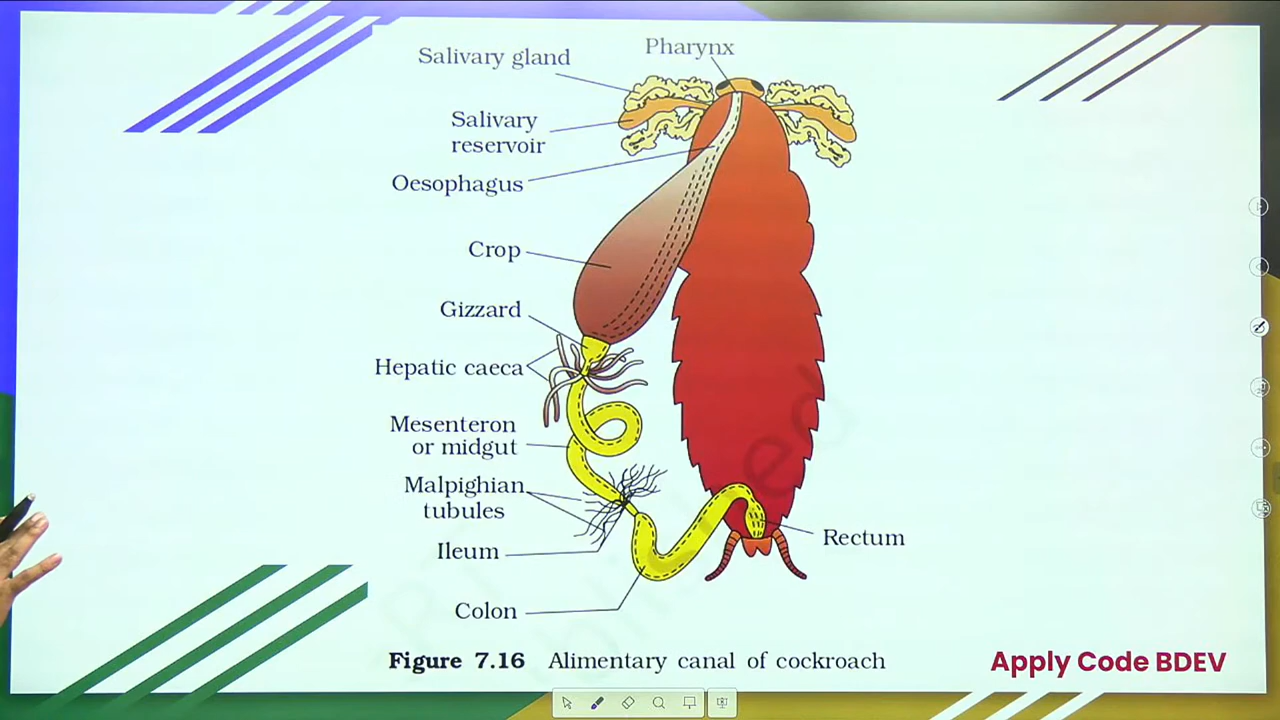 Pharynx
Salivary gland
Salivary
reservoir
Oesophagus
Crop
Gizzard
Hepatic caeca
Mesenteron
or midgut
Malpighian
tubules
Ileum
Rectum
Colon
Figure 7.16 Alimentary canal of cockroach
Apply Code BDEV